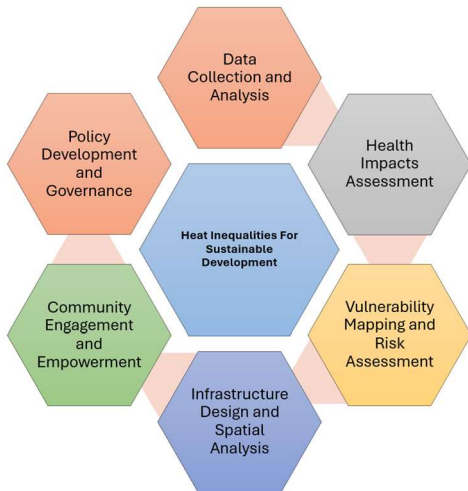 Data
Collection and
Analysis
Policy
Development
and
Governance
Health
Impacts
Assessment
Heat Inequalities For
Sustainable
Development
Community
Engagement
and
Empowerment
Vulnerability
Mapping and
Risk
Assessment
Infrastructure
Design and
Spatial
Analysis